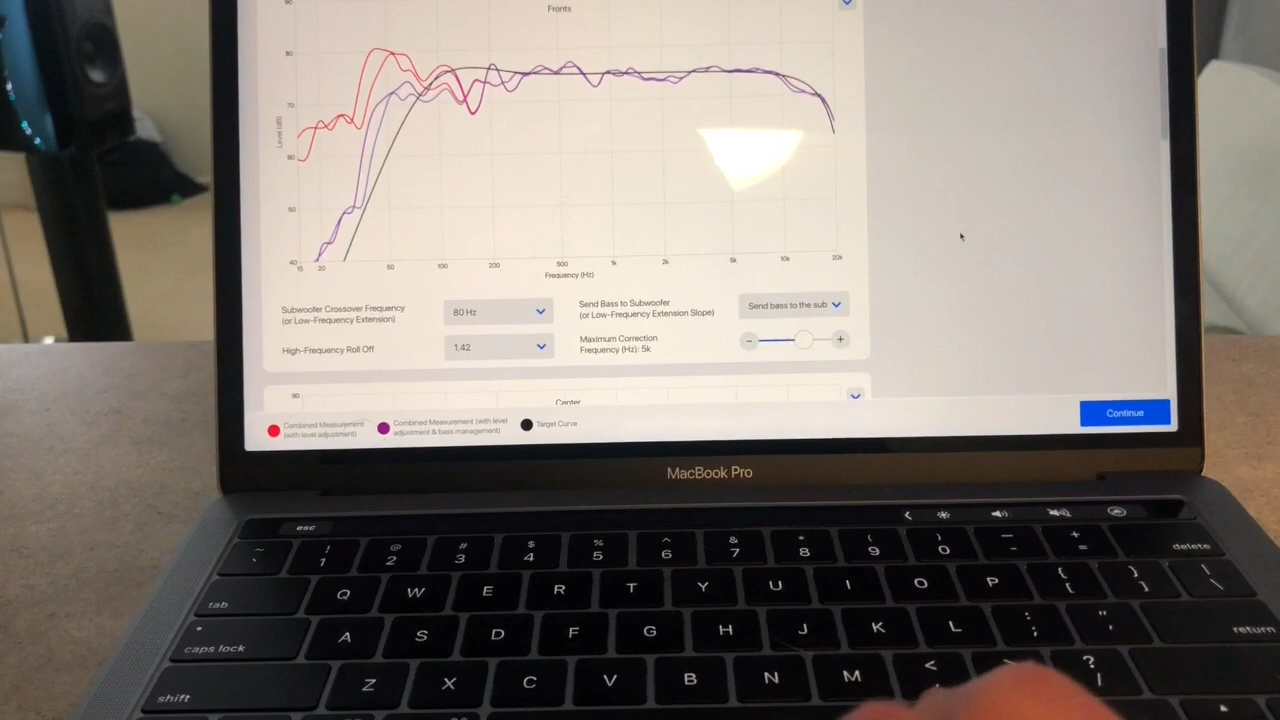 90
Fronts
80
70
60
50
40
Level (dB)
15 20 50 100 200 500 1k 2k 5k 10k 20k
Frequency (Hz)
Subwoofer Crossover Frequency
(or Low-Frequency Extension)
80 Hz
Send Bass to Subwoofer
(or Low-Frequency Extension Slope)
Send bass to the sub
High-Frequency Roll Off
1.42
Maximum Correction
Frequency (Hz): 5k
− +
90
Center
Combined Measurement
(with level adjustment)
Combined Measurement (with level
adjustment & bass management)
Target Curve
Continue
MacBook Pro
esc
~ ! @ # $ % ^ & * ( ) — +
` 1 2 3 4 5 6 7 8 9 0 - = delete
tab Q W E R T Y U I O P { [ } ] | \
caps lock A S D F G H J K L : ; " ' return
shift Z X C V B N M < , > ? /